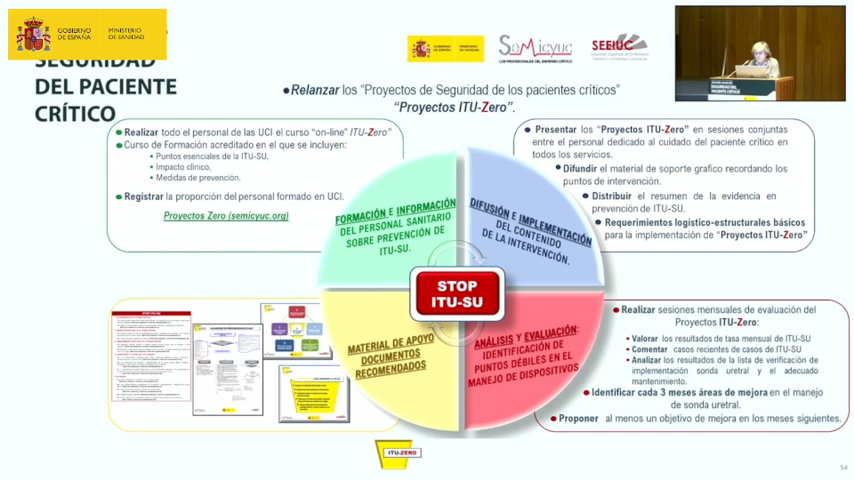 GOBIERNO
DE ESPAÑA
MINISTERIO
DE SANIDAD
SEGURIDAD
DEL PACIENTE
CRÍTICO
GOBIERNO
DE ESPAÑA
MINISTERIO
DE SANIDAD
SeMicyuc
LOS PROFESIONALES DEL ENFERMO CRÍTICO
SEEIUC
●Relanzar los “Proyectos de Seguridad de los pacientes críticos”
“Proyectos ITU-Zero”.
● Realizar todo el personal de las UCI el curso “on-line” ITU-Zero”
● Curso de Formación acreditado en el que se incluyen:
• Puntos esenciales de la ITU-SU,
• Impacto clínico,
• Medidas de prevención.
● Registrar la proporción del personal formado en UCI.
Proyectos Zero (semicyuc.org)
● Presentar los “Proyectos ITU-Zero” en sesiones conjuntas
entre el personal dedicado al cuidado del paciente crítico en
todos los servicios.
●Difundir el material de soporte grafico recordando los
puntos de intervención.
● Distribuir el resumen de la evidencia en
prevención de ITU-SU.
● Requerimientos logístico-estructurales básicos
para la implementación de “Proyectos ITU-Zero”
FORMACIÓN E INFORMACIÓN
DEL PERSONAL SANITARIO
SOBRE PREVENCIÓN DE
ITU-SU.
DIFUSIÓN E IMPLEMENTACIÓN
DEL CONTENIDO
DE LA INTERVENCIÓN.
STOP
ITU-SU
MATERIAL DE APOYO
DOCUMENTOS
RECOMENDADOS
ANÁLISIS Y EVALUACIÓN:
IDENTIFICACIÓN DE
PUNTOS DÉBILES EN EL
MANEJO DE DISPOSITIVOS
● Realizar sesiones mensuales de evaluación del
Proyectos ITU-Zero:
• Valorar los resultados de tasa mensual de ITU-SU
• Comentar casos recientes de casos de ITU-SU
• Analizar los resultados de la lista de verificación de
implementación sonda uretral y el adecuado
mantenimiento.
●Identificar cada 3 meses áreas de mejora en el manejo
de sonda uretral.
● Proponer al menos un objetivo de mejora en los meses siguientes.
ITU-ZERO
54